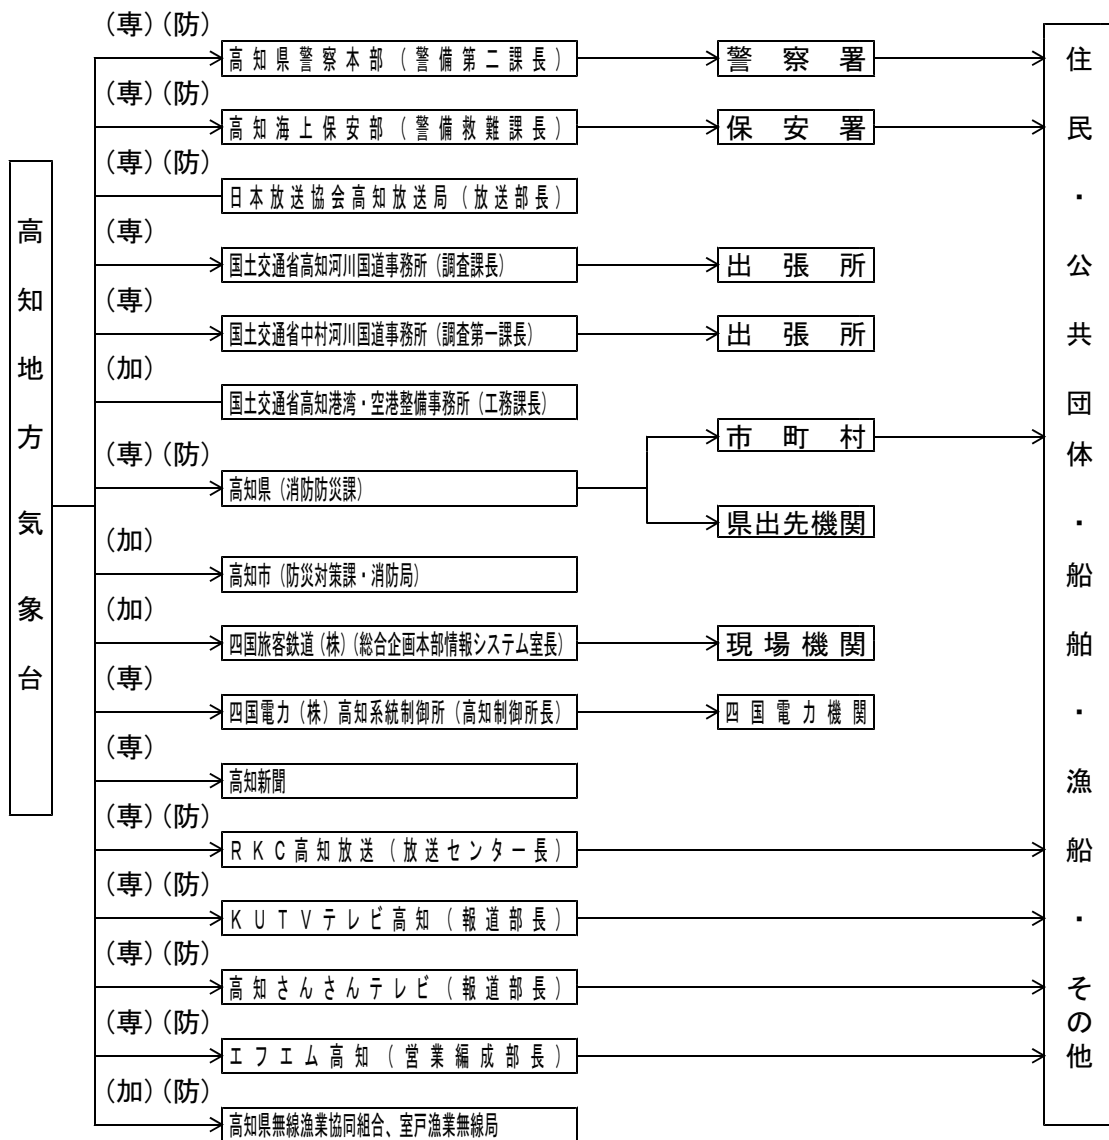 高知地方気象台
(専)(防)
高知県警察本部(警備第二課長)
警察署
(専)(防)
高知海上保安部(警備救難課長)
保安署
(専)(防)
日本放送協会高知放送局(放送部長)
(専)
国土交通省高知河川国道事務所(調査課長)
出張所
(専)
国土交通省中村河川国道事務所(調査第一課長)
出張所
(加)
国土交通省高知港湾・空港整備事務所(工務課長)
(専)(防)
高知県(消防防災課)
市町村
県出先機関
(加)
高知市(防災対策課・消防局)
(加)
四国旅客鉄道(株)(総合企画本部情報システム室長)
現場機関
(専)
四国電力(株)高知系統制御所(高知制御所長)
四国電力機関
(専)
高知新聞
(専)(防)
RKC高知放送(放送センター長)
(専)(防)
KUTVテレビ高知(報道部長)
(専)(防)
高知さんさんテレビ(報道部長)
(専)(防)
エフエム高知(営業編成部長)
(加)(防)
高知県無線漁業協同組合、室戸漁業無線局
住民・公共団体・船舶・漁船・その他